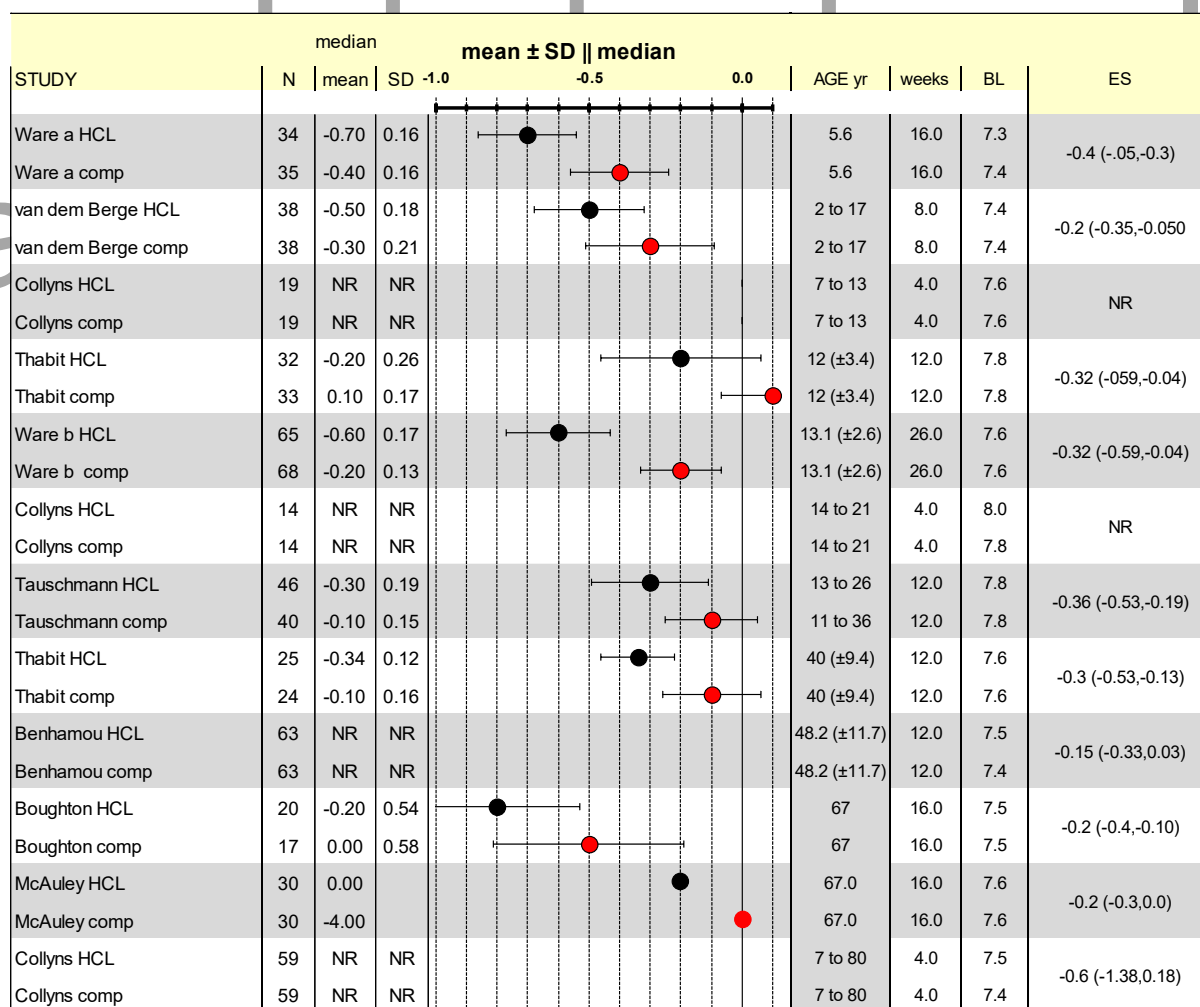 median
mean ± SD || median
STUDY N mean SD -1.0 -0.5 0.0 AGE yr weeks BL ES
Ware a HCL 34 -0.70 0.16 5.6 16.0 7.3
-0.4 (-.05,-0.3)
Ware a comp 35 -0.40 0.16 5.6 16.0 7.4
van dem Berge HCL 38 -0.50 0.18 2 to 17 8.0 7.4
-0.2 (-0.35,-0.050
van dem Berge comp 38 -0.30 0.21 2 to 17 8.0 7.4
Collyns HCL 19 NR NR 7 to 13 4.0 7.6
NR
Collyns comp 19 NR NR 7 to 13 4.0 7.6
Thabit HCL 32 -0.20 0.26 12 (±3.4) 12.0 7.8
-0.32 (-059,-0.04)
Thabit comp 33 0.10 0.17 12 (±3.4) 12.0 7.8
Ware b HCL 65 -0.60 0.17 13.1 (±2.6) 26.0 7.6
-0.32 (-0.59,-0.04)
Ware b comp 68 -0.20 0.13 13.1 (±2.6) 26.0 7.6
Collyns HCL 14 NR NR 14 to 21 4.0 8.0
NR
Collyns comp 14 NR NR 14 to 21 4.0 7.8
Tauschmann HCL 46 -0.30 0.19 13 to 26 12.0 7.8
-0.36 (-0.53,-0.19)
Tauschmann comp 40 -0.10 0.15 11 to 36 12.0 7.8
Thabit HCL 25 -0.34 0.12 40 (±9.4) 12.0 7.6
-0.3 (-0.53,-0.13)
Thabit comp 24 -0.10 0.16 40 (±9.4) 12.0 7.6
Benhamou HCL 63 NR NR 48.2 (±11.7) 12.0 7.5
-0.15 (-0.33,0.03)
Benhamou comp 63 NR NR 48.2 (±11.7) 12.0 7.4
Boughton HCL 20 -0.20 0.54 67 16.0 7.5
-0.2 (-0.4,-0.10)
Boughton comp 17 0.00 0.58 67 16.0 7.5
McAuley HCL 30 0.00 67.0 16.0 7.6
-0.2 (-0.3,0.0)
McAuley comp 30 -4.00 67.0 16.0 7.6
Collyns HCL 59 NR NR 7 to 80 4.0 7.5
-0.6 (-1.38,0.18)
Collyns comp 59 NR NR 7 to 80 4.0 7.4